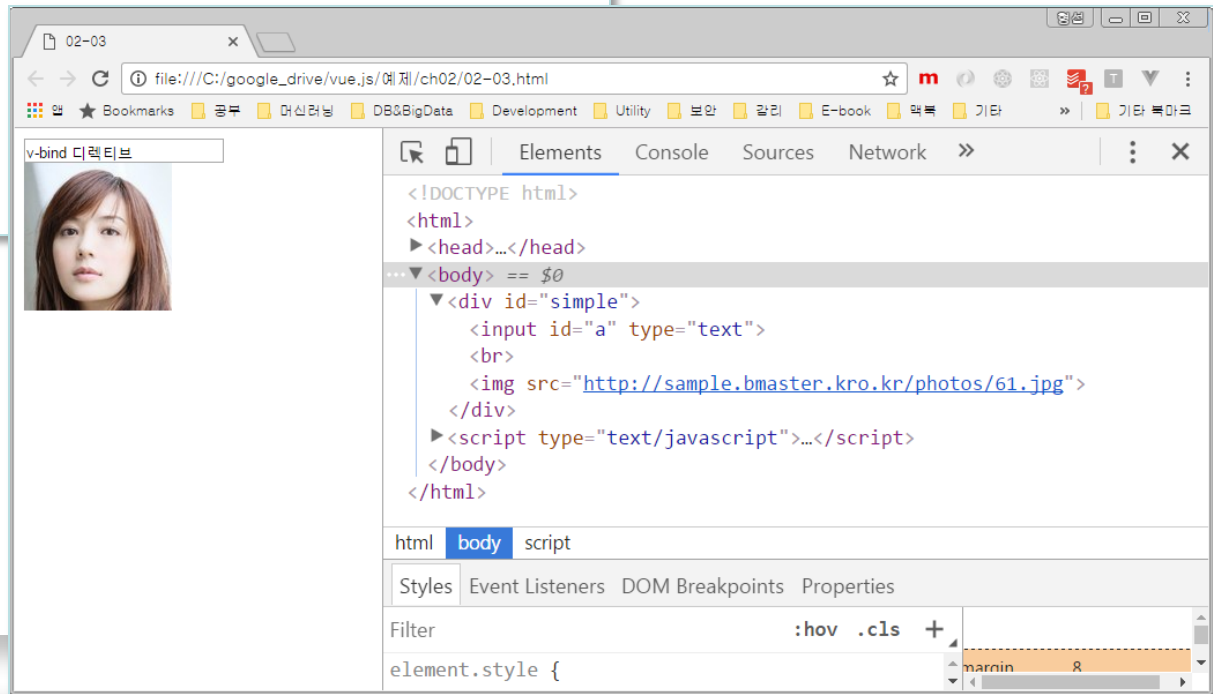 02-03
file:///C:/google_drive/vue.js/예제/ch02/02-03.html
m ? T
앱 Bookmarks 공부 머신러닝 DB&BigData Development Utility 보안 갈리 E-book 맥북 기타 » 기타 북마크
v-bind 디렉티브
Elements Console Sources Network »
<!DOCTYPE html>
<html>
<head>…</head>
<body> == $0
<div id="simple">
<input id="a" type="text">
<br>
<img src="http://sample.bmaster.kro.kr/photos/61.jpg">
</div>
<script type="text/javascript">…</script>
</body>
</html>
html body script
Styles Event Listeners DOM Breakpoints Properties
Filter :hov .cls +
element.style {
margin 8